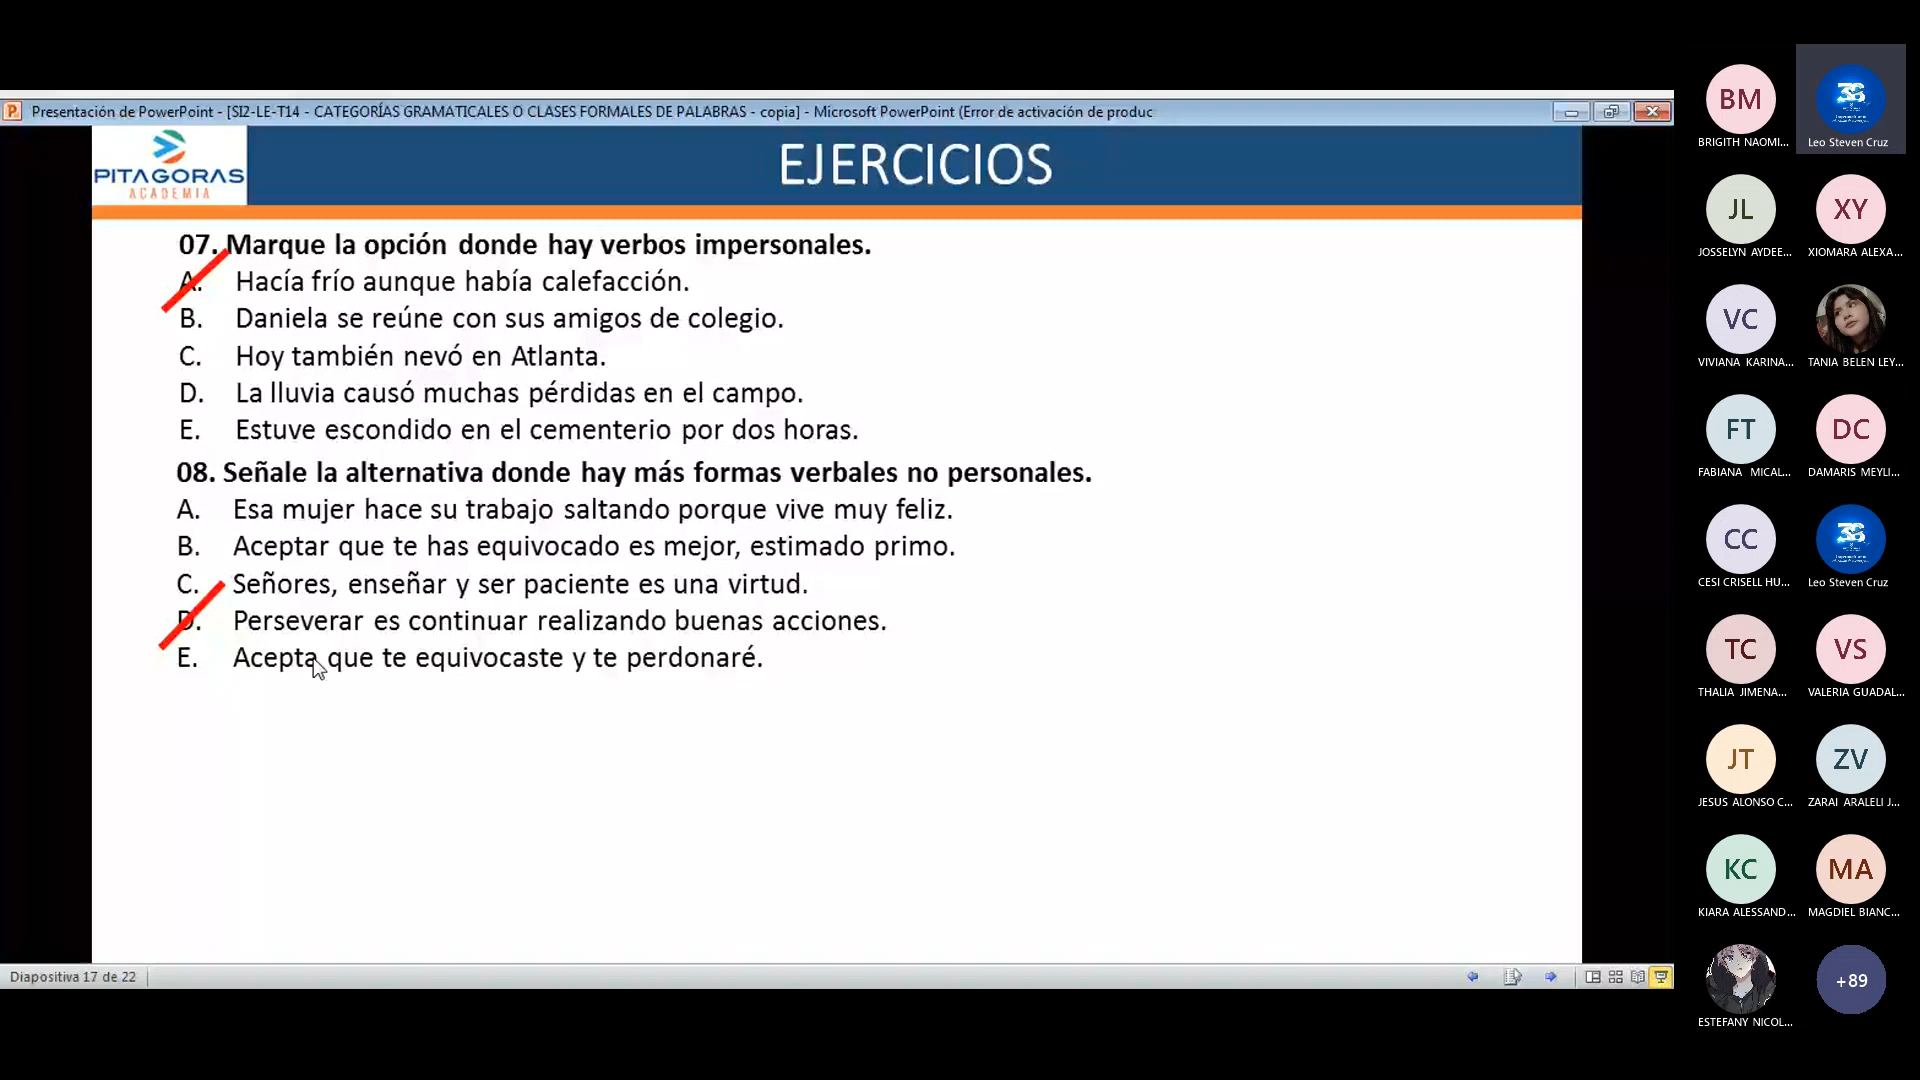 Presentación de PowerPoint - [SI2-LE-T14 - CATEGORÍAS GRAMATICALES O CLASES FORMALES DE PALABRAS - copia] - Microsoft PowerPoint (Error de activación de produc
PITAGORAS
ACADEMIA
EJERCICIOS
07. Marque la opción donde hay verbos impersonales.
A. Hacía frío aunque había calefacción.
B. Daniela se reúne con sus amigos de colegio.
C. Hoy también nevó en Atlanta.
D. La lluvia causó muchas pérdidas en el campo.
E. Estuve escondido en el cementerio por dos horas.
08. Señale la alternativa donde hay más formas verbales no personales.
A. Esa mujer hace su trabajo saltando porque vive muy feliz.
B. Aceptar que te has equivocado es mejor, estimado primo.
C. Señores, enseñar y ser paciente es una virtud.
D. Perseverar es continuar realizando buenas acciones.
E. Acepta que te equivocaste y te perdonaré.
Diapositiva 17 de 22
BM
BRIGITH NAOMI...
Leo Steven Cruz
JL
JOSSELYN AYDEE...
XY
XIOMARA ALEXA...
VC
VIVIANA KARINA...
TANIA BELEN LEY...
FT
FABIANA MICAL...
DC
DAMARIS MEYLI...
CC
CESI CRISELL HU...
Leo Steven Cruz
TC
THALIA JIMENA...
VS
VALERIA GUADAL...
JT
JESUS ALONSO C...
ZV
ZARAI ARALELI J...
KC
KIARA ALESSAND...
MA
MAGDIEL BIANC...
ESTEFANY NICOL...
+89